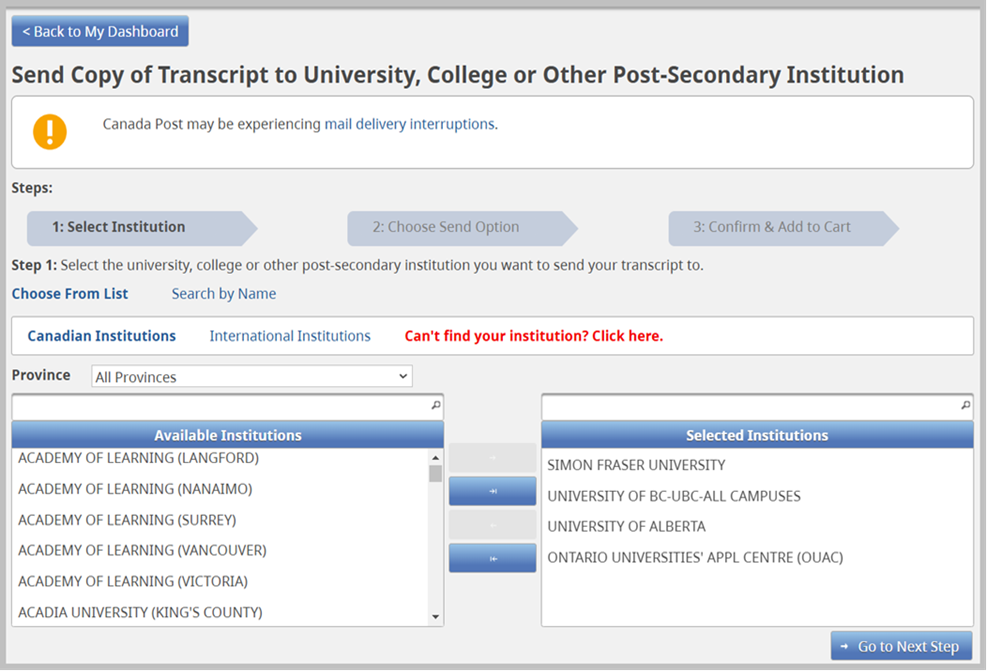 < Back to My Dashboard
Send Copy of Transcript to University, College or Other Post-Secondary Institution
Canada Post may be experiencing mail delivery interruptions.
Steps:
1: Select Institution
2: Choose Send Option
3: Confirm & Add to Cart
Step 1: Select the university, college or other post-secondary institution you want to send your transcript to.
Choose From List Search by Name
Canadian Institutions International Institutions Can't find your institution? Click here.
Province All Provinces
Available Institutions
ACADEMY OF LEARNING (LANGFORD)
ACADEMY OF LEARNING (NANAIMO)
ACADEMY OF LEARNING (SURREY)
ACADEMY OF LEARNING (VANCOUVER)
ACADEMY OF LEARNING (VICTORIA)
ACADIA UNIVERSITY (KING'S COUNTY)
Selected Institutions
SIMON FRASER UNIVERSITY
UNIVERSITY OF BC-UBC-ALL CAMPUSES
UNIVERSITY OF ALBERTA
ONTARIO UNIVERSITIES' APPL CENTRE (OUAC)
Go to Next Step